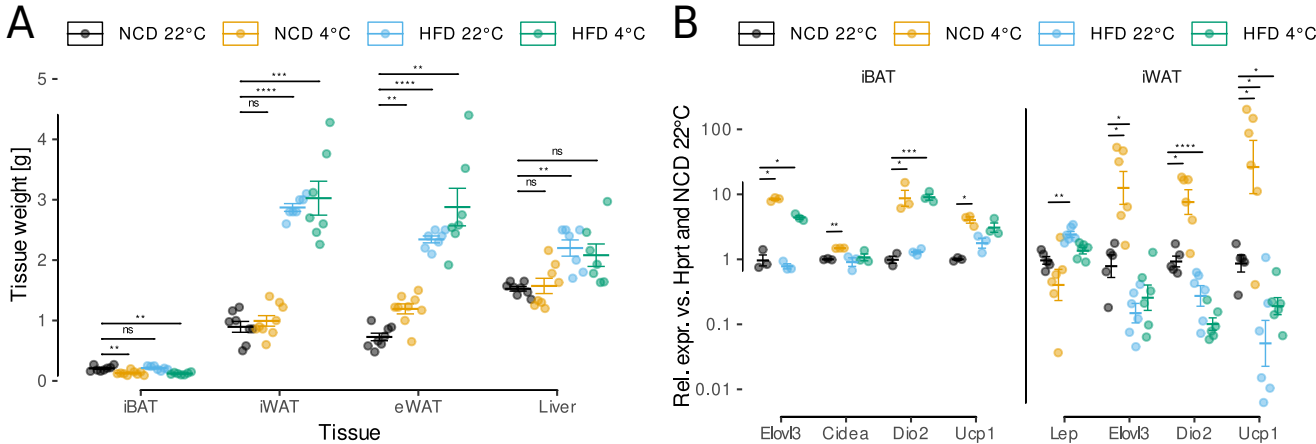 A
NCD 22°C NCD 4°C HFD 22°C HFD 4°C
Tissue weight [g]
5
4
3
2
1
0
** ns **
ns **** ***
** **** **
ns ** ns
iBAT iWAT eWAT Liver
Tissue
B
NCD 22°C NCD 4°C HFD 22°C HFD 4°C
iBAT iWAT
Rel. expr. vs. Hprt and NCD 22°C
100
10
1
0.1
0.01
* *
**
* ***
*
**
* *
* ****
* * *
Elovl3 Cidea Dio2 Ucp1 Lep Elovl3 Dio2 Ucp1